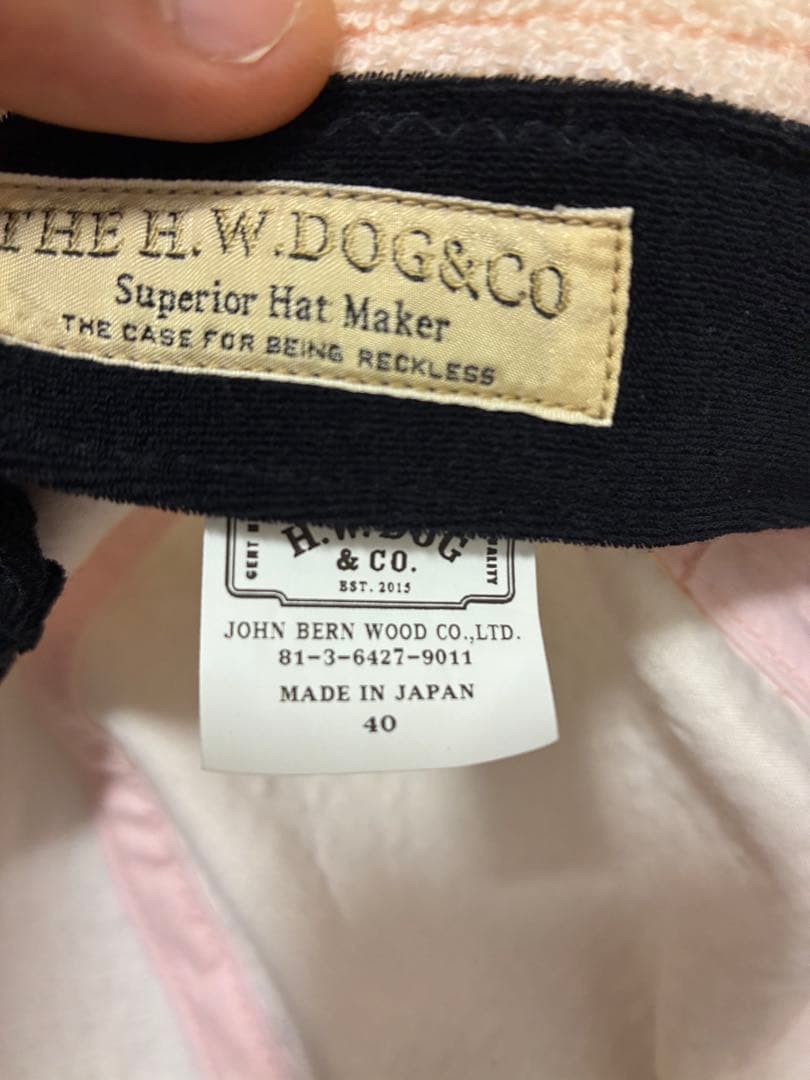 THE H.W.DOG&CO
Superior Hat Maker
THE CASE FOR BEING RECKLESS
H.W.DOG
& CO.
EST. 2015
JOHN BERN WOOD CO.,LTD.
81-3-6427-9011
MADE IN JAPAN
40